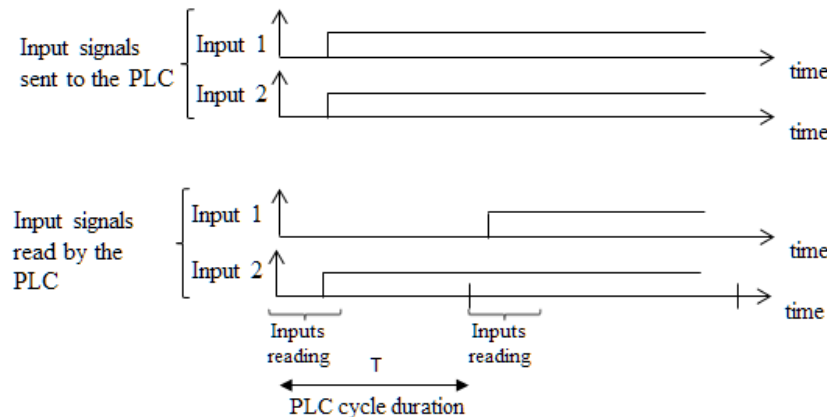 Input signals
sent to the PLC
Input 1
time
Input 2
time
Input signals
read by the
PLC
Input 1
time
Input 2
time
Inputs
reading
Inputs
reading
T
PLC cycle duration